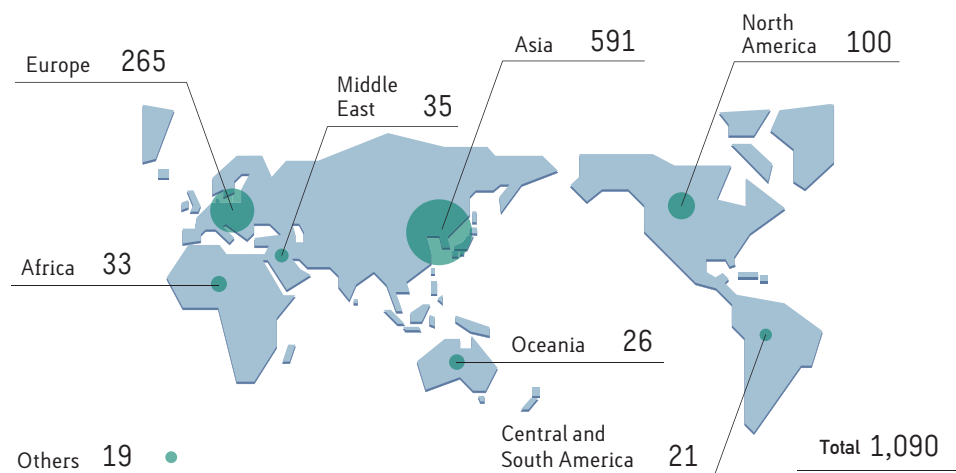 North
America 100
Asia 591
Europe 265
Middle
East 35
Africa 33
Oceania 26
Central and
South America 21
Total 1,090
Others 19